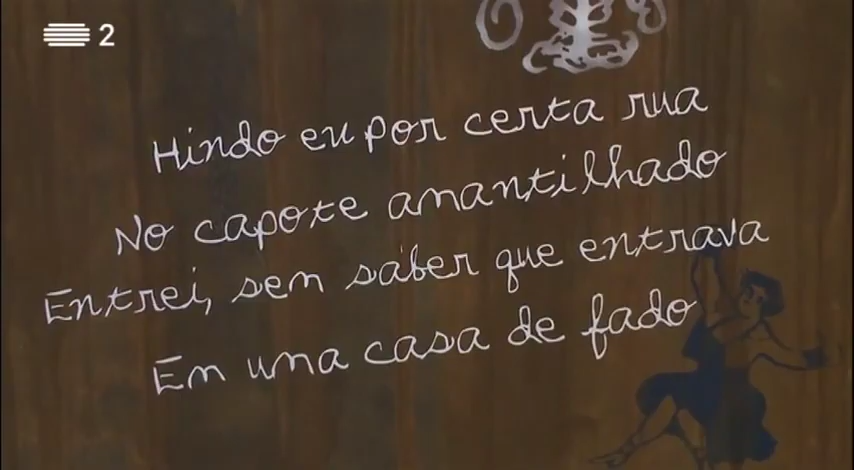 2
Hindo eu por certa rua
No capote amantilhado
Entrei, sem saber que entrava
Em uma casa de fado